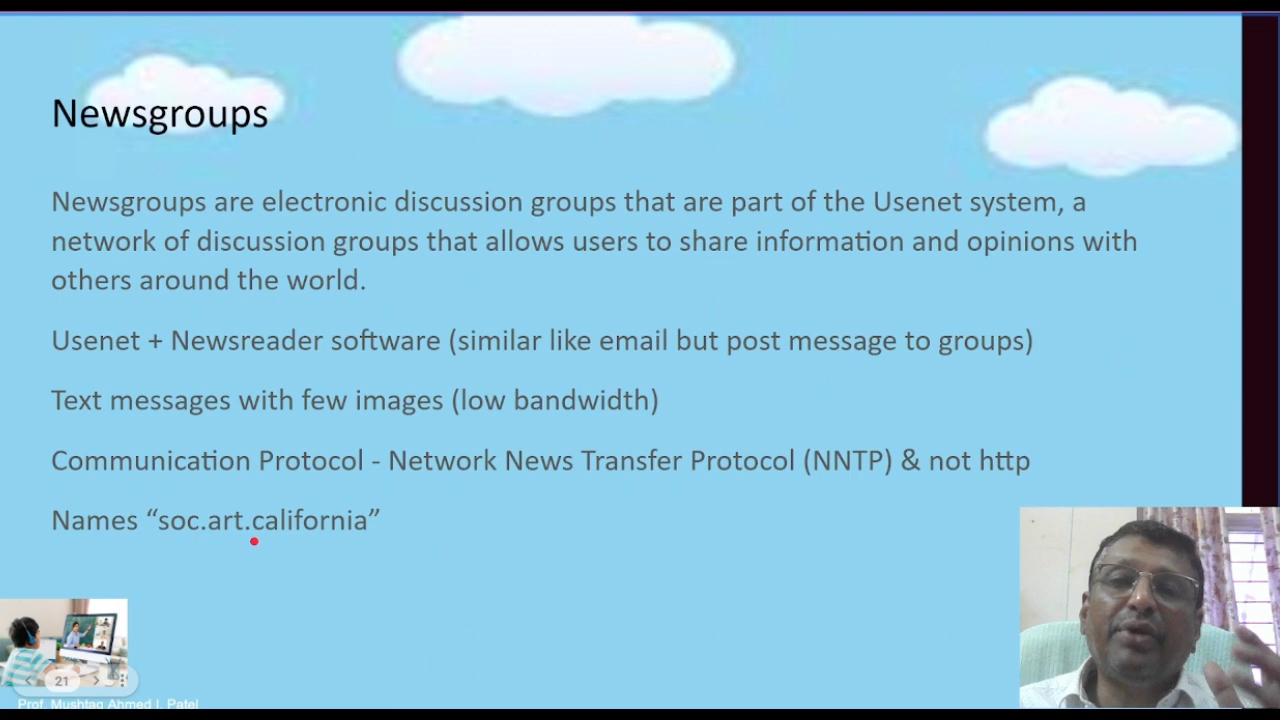 Newsgroups
Newsgroups are electronic discussion groups that are part of the Usenet system, a
network of discussion groups that allows users to share information and opinions with
others around the world.
Usenet + Newsreader software (similar like email but post message to groups)
Text messages with few images (low bandwidth)
Communication Protocol - Network News Transfer Protocol (NNTP) & not http
Names “soc.art.california”
21
Prof. Mushtaq Ahmed I. Patel